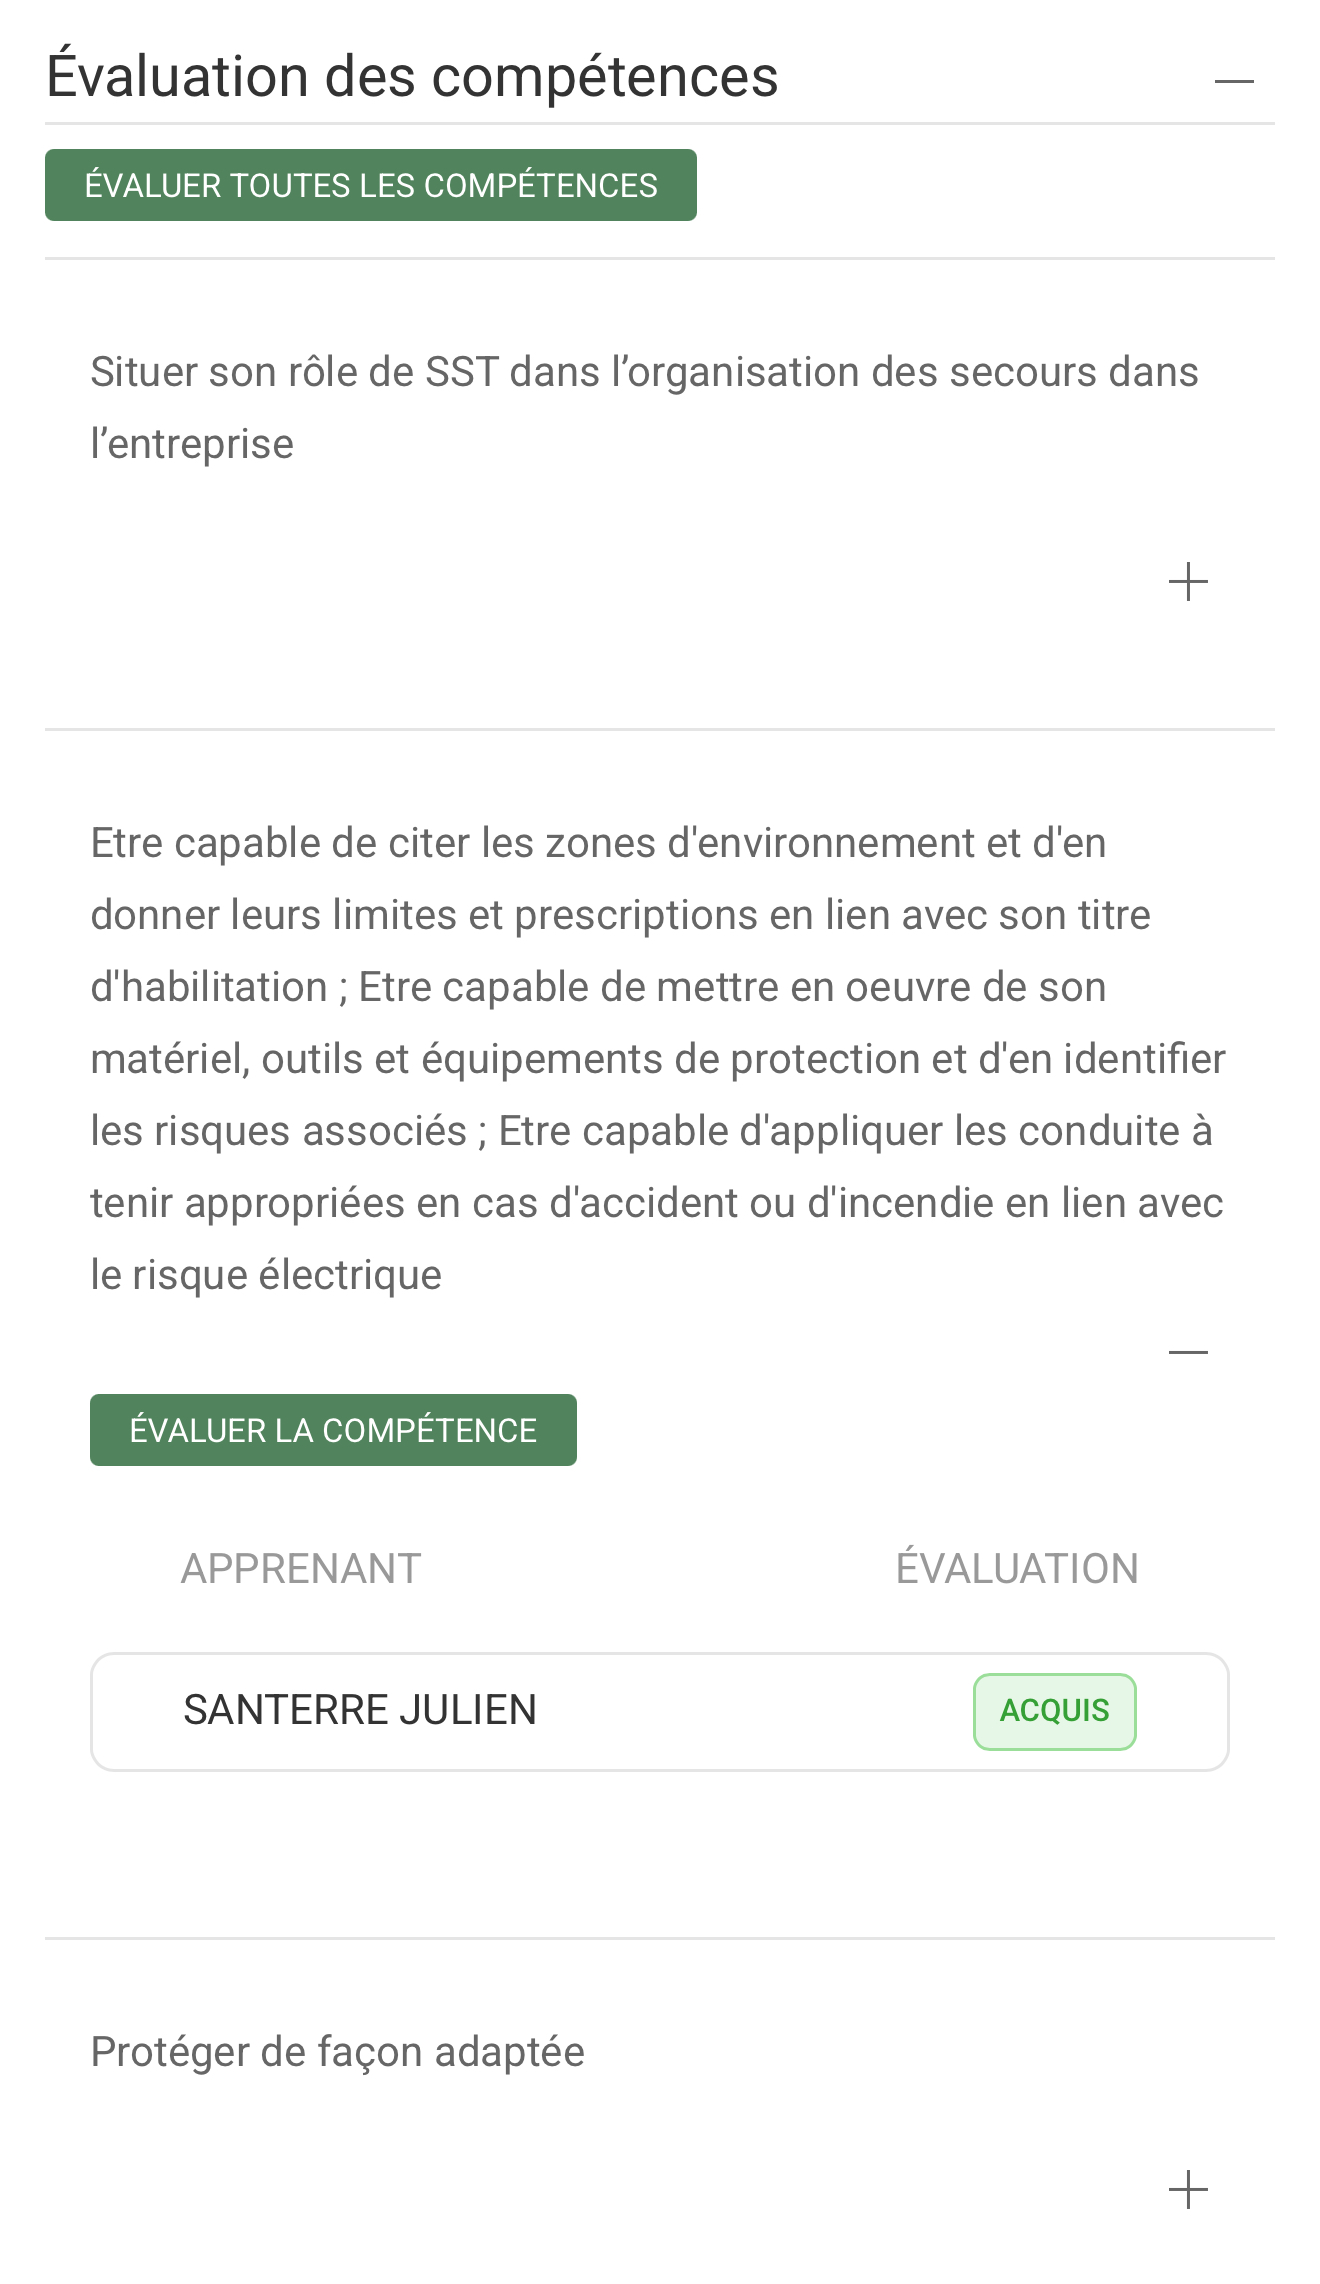 Évaluation des compétences
ÉVALUER TOUTES LES COMPÉTENCES
Situer son rôle de SST dans l’organisation des secours dans
l’entreprise
Etre capable de citer les zones d'environnement et d'en
donner leurs limites et prescriptions en lien avec son titre
d'habilitation ; Etre capable de mettre en oeuvre de son
matériel, outils et équipements de protection et d'en identifier
les risques associés ; Etre capable d'appliquer les conduite à
tenir appropriées en cas d'accident ou d'incendie en lien avec
le risque électrique
ÉVALUER LA COMPÉTENCE
APPRENANT ÉVALUATION
SANTERRE JULIEN ACQUIS
Protéger de façon adaptée